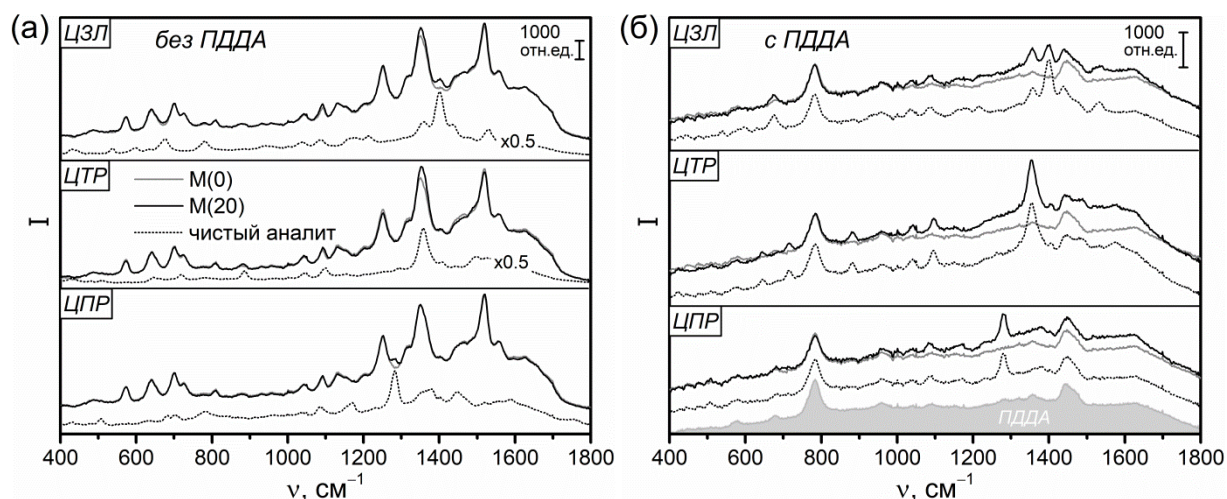 (а)
ЦЗЛ
без ПДДА
1000
отн.ед.
x0.5
ЦТР
M(0)
M(20)
чистый аналит
x0.5
ЦПР
I
400 600 800 1000 1200 1400 1600 1800
ν, см⁻¹
(б)
ЦЗЛ
с ПДДА
1000
отн.ед.
ЦТР
ЦПР
ПДДА
I
400 600 800 1000 1200 1400 1600 1800
ν, см⁻¹